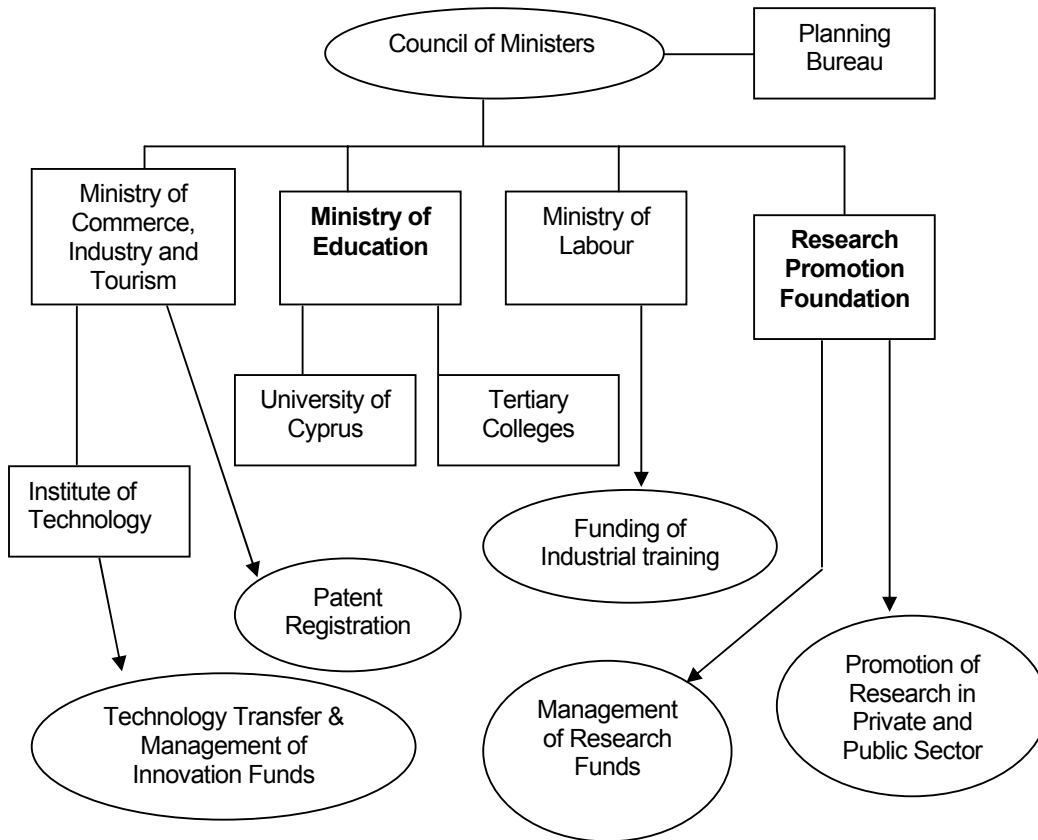 Council of Ministers
Planning
Bureau
Ministry of
Commerce,
Industry and
Tourism
Ministry of
Education
Ministry of
Labour
Research
Promotion
Foundation
University of
Cyprus
Tertiary
Colleges
Institute of
Technology
Funding of
Industrial training
Patent
Registration
Technology Transfer &
Management of
Innovation Funds
Management
of Research
Funds
Promotion of
Research in
Private and
Public Sector